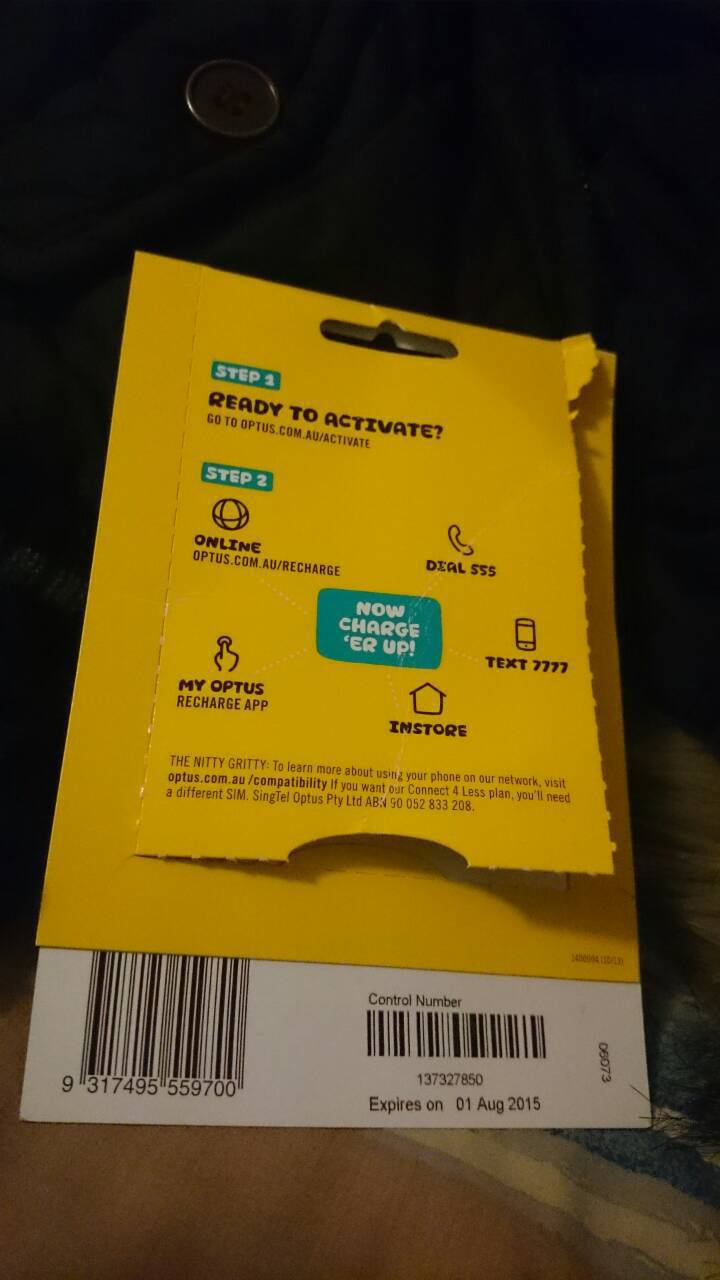 STEP 1
READY TO ACTIVATE?
GO TO OPTUS.COM.AU/ACTIVATE
STEP 2
ONLINE
OPTUS.COM.AU/RECHARGE
DIAL 555
NOW
CHARGE
'ER UP!
TEXT 7777
MY OPTUS
RECHARGE APP
INSTORE
THE NITTY GRITTY: To learn more about using your phone on our network, visit
optus.com.au/compatibility If you want our Connect 4 Less plan, you'll need
a different SIM. SingTel Optus Pty Ltd ABN 90 052 833 208.
1400994 (10/13)
Control Number
137327850
Expires on 01 Aug 2015
06073
9 317495 559700